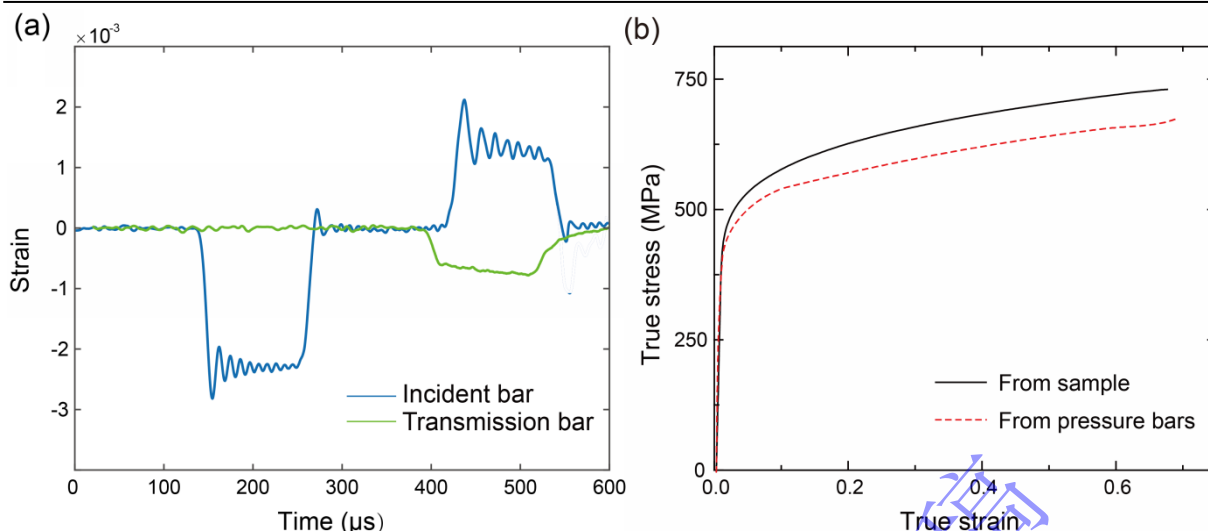 (a)
×10⁻³
2
1
0
-1
-2
-3
Strain
Incident bar
Transmission bar
0 100 200 300 400 500 600
Time (μs)
(b)
750
500
250
0
True stress (MPa)
From sample
From pressure bars
0.0 0.2 0.4 0.6
True strain